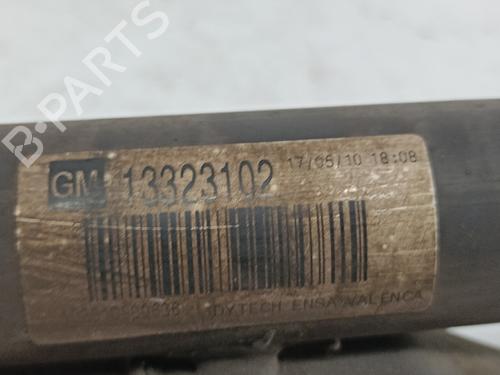 B-PARTS
GM 13323102 17/05/10 18:08
DYTECH ENSA VALENCA